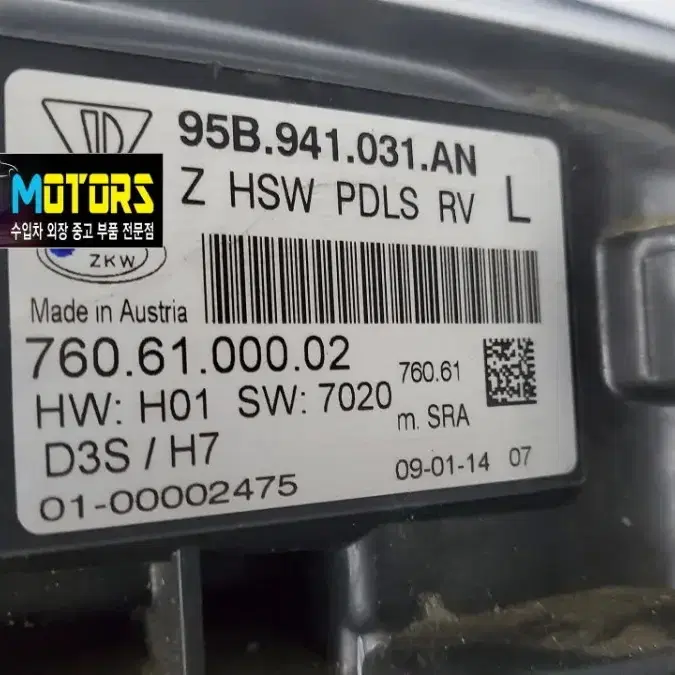 95B.941.031.AN
Z HSW PDLS RV L
MOTORS
수입차 외장 중고 부품 전문점
ZKW
Made in Austria
760.61.000.02
760.61
HW: H01 SW: 7020
m. SRA
D3S / H7
09-01-14 07
01-00002475